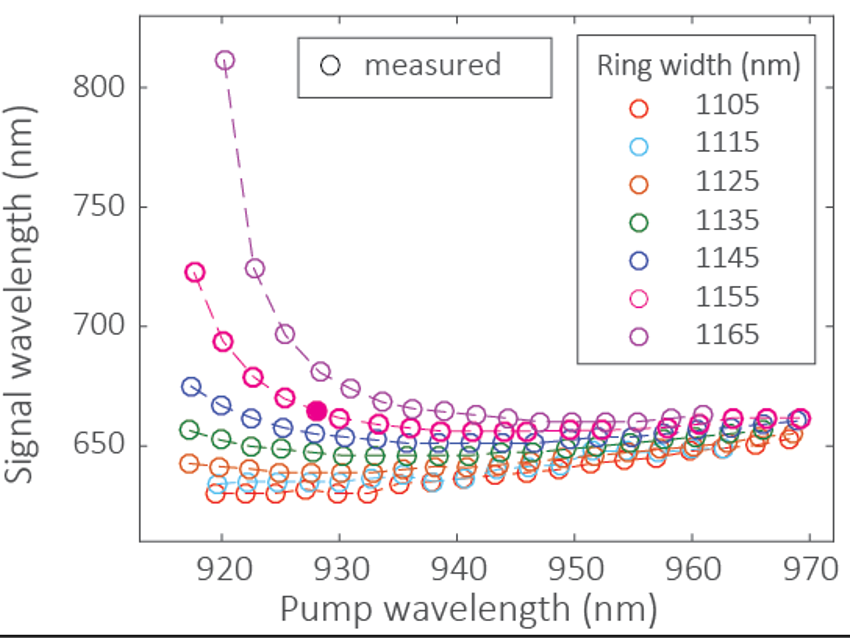 measured
Ring width (nm)
1105
1115
1125
1135
1145
1155
1165
Signal wavelength (nm)
800
750
700
650
920 930 940 950 960 970
Pump wavelength (nm)